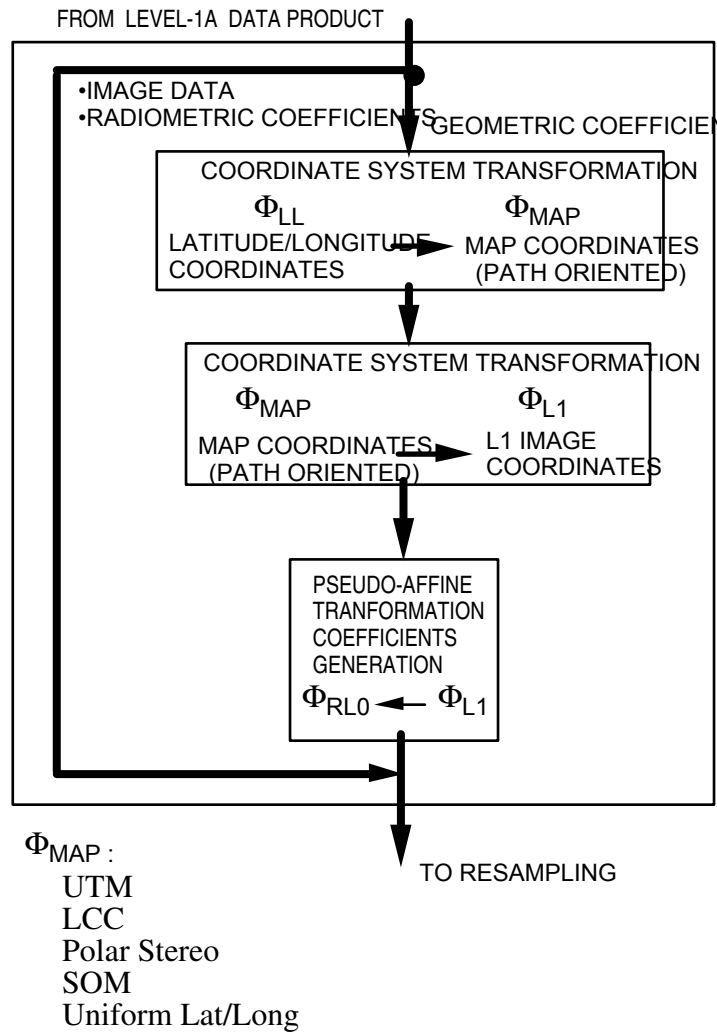 FROM LEVEL-1A DATA PRODUCT
•IMAGE DATA
•RADIOMETRIC COEFFICIENTS
GEOMETRIC COEFFICIEN
COORDINATE SYSTEM TRANSFORMATION
ΦLL ΦMAP
LATITUDE/LONGITUDE MAP COORDINATES
COORDINATES (PATH ORIENTED)
COORDINATE SYSTEM TRANSFORMATION
ΦMAP ΦL1
MAP COORDINATES L1 IMAGE
(PATH ORIENTED) COORDINATES
PSEUDO-AFFINE
TRANFORMATION
COEFFICIENTS
GENERATION
ΦRL0 ΦL1
TO RESAMPLING
ΦMAP :
UTM
LCC
Polar Stereo
SOM
Uniform Lat/Long